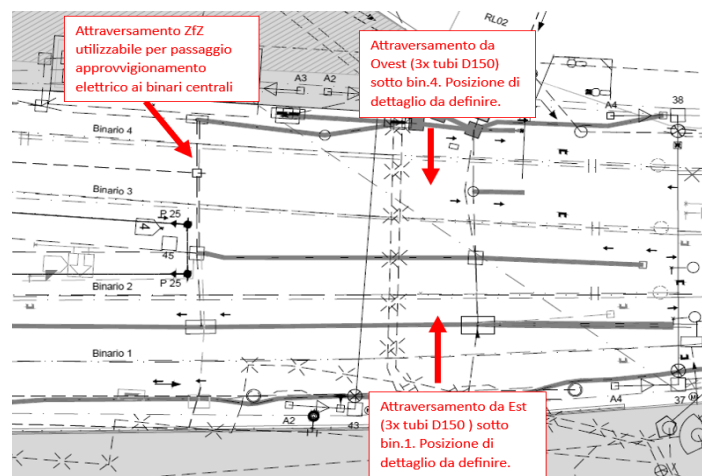 Attraversamento ZfZ
utilizzabile per passaggio
approvvigionamento
elettrico ai binari centrali
Attraversamento da
Ovest (3x tubi D150)
sotto bin.4. Posizione di
dettaglio da definire.
RL02
A3
A2
A4
38
Binario 4
Binario 3
P 25
4
45
Binario 2
P 25
Binario 1
A2
43
Attraversamento da Est
(3x tubi D150 ) sotto
bin.1. Posizione di
dettaglio da definire.
A4
37
M